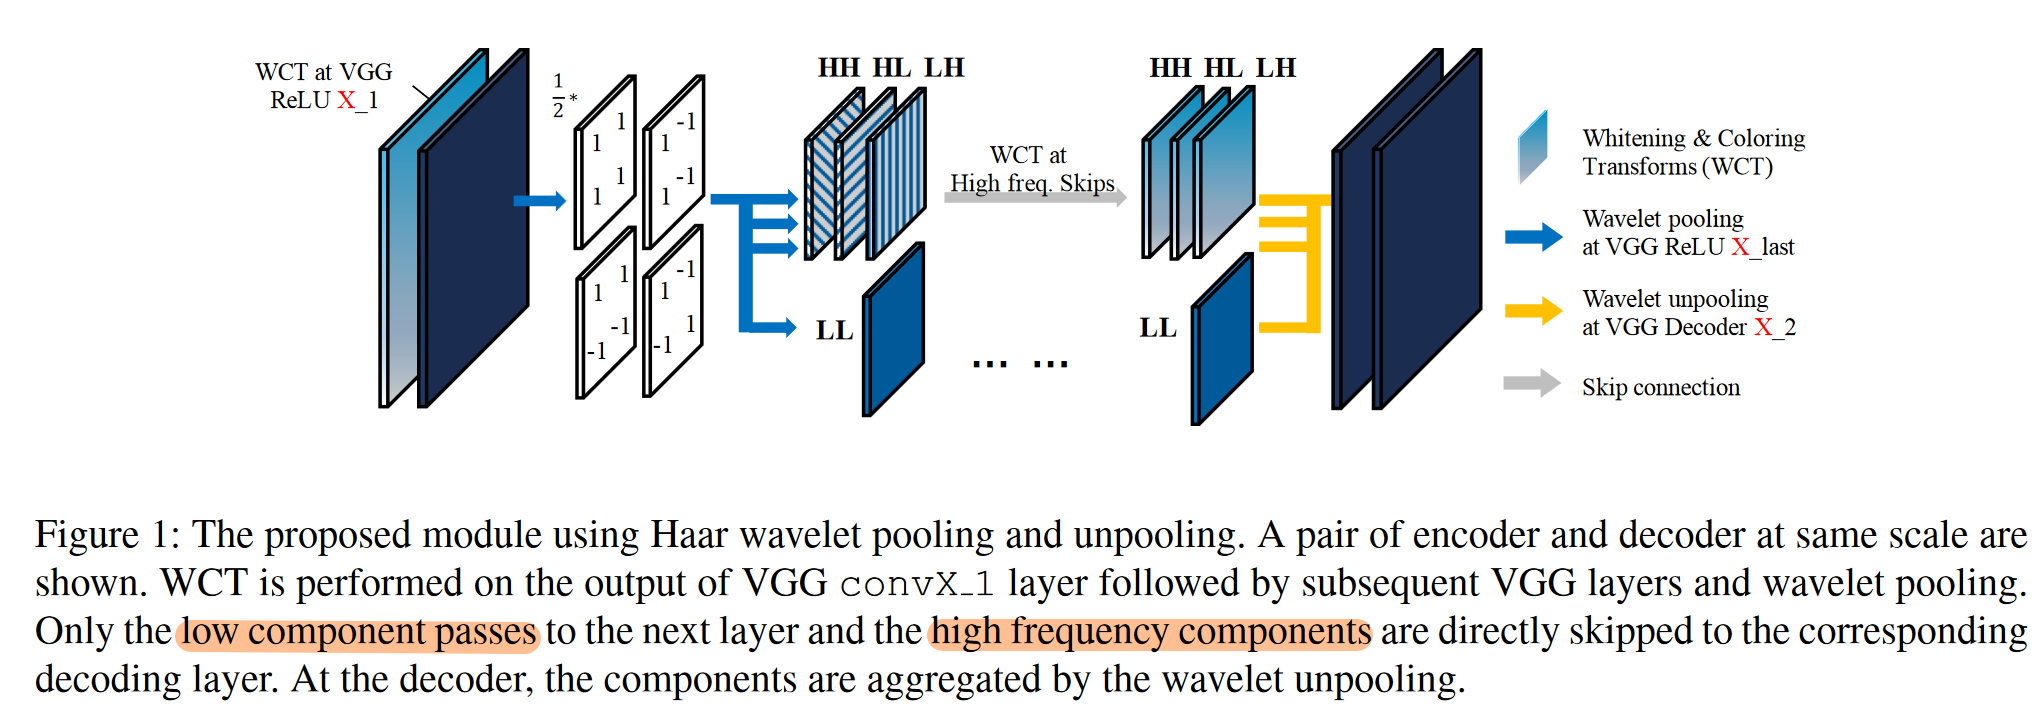 WCT at VGG
ReLU X_1
1
2 *
1 -1
1 1
1 -1
1 1
1 -1
1 1
-1 1
-1 -1
HH HL LH
LL
WCT at
High freq. Skips
... ...
HH HL LH
LL
Whitening & Coloring
Transforms (WCT)
Wavelet pooling
at VGG ReLU X_last
Wavelet unpooling
at VGG Decoder X_2
Skip connection
Figure 1: The proposed module using Haar wavelet pooling and unpooling. A pair of encoder and decoder at same scale are
shown. WCT is performed on the output of VGG convX_1 layer followed by subsequent VGG layers and wavelet pooling.
Only the low component passes to the next layer and the high frequency components are directly skipped to the corresponding
decoding layer. At the decoder, the components are aggregated by the wavelet unpooling.